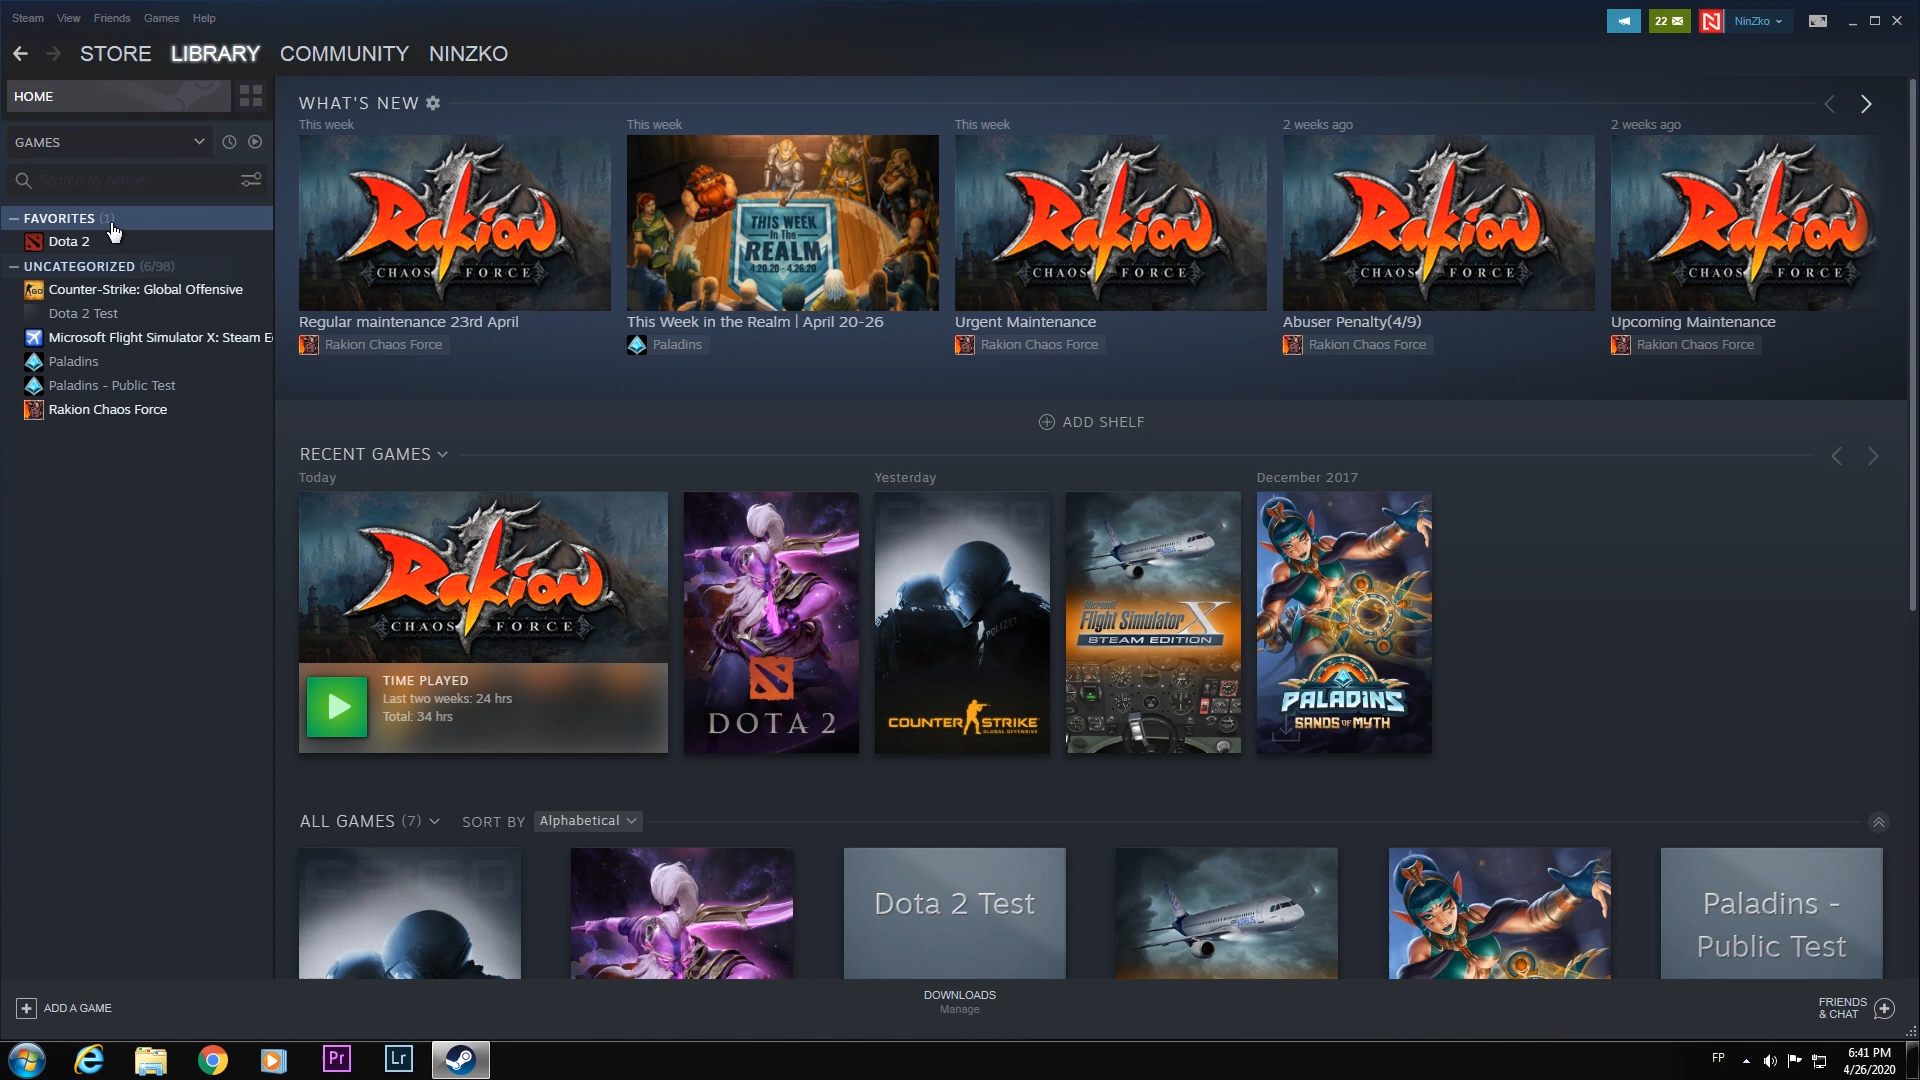 Steam View Friends Games Help
22
NinZko
STORE LIBRARY COMMUNITY NINZKO
HOME
GAMES
Search by Name
FAVORITES (1)
Dota 2
UNCATEGORIZED (6/98)
Counter-Strike: Global Offensive
Dota 2 Test
Microsoft Flight Simulator X: Steam E
Paladins
Paladins - Public Test
Rakion Chaos Force
WHAT'S NEW
This week
Rakion
CHAOS FORCE
Regular maintenance 23rd April
Rakion Chaos Force
This week
THIS WEEK
In The
REALM
4.20.20 - 4.26.20
This Week in the Realm | April 20-26
Paladins
This week
Rakion
CHAOS FORCE
Urgent Maintenance
Rakion Chaos Force
2 weeks ago
Rakion
CHAOS FORCE
Abuser Penalty(4/9)
Rakion Chaos Force
2 weeks ago
Rakion
CHAOS FORCE
Upcoming Maintenance
Rakion Chaos Force
ADD SHELF
RECENT GAMES
Today
Rakion
CHAOS FORCE
TIME PLAYED
Last two weeks: 24 hrs
Total: 34 hrs
DOTA 2
Yesterday
POLIZEI
COUNTER STRIKE
GLOBAL OFFENSIVE
Microsoft
Flight Simulator X
STEAM EDITION
December 2017
PALADINS
SANDS OF MYTH
ALL GAMES (7) SORT BY Alphabetical
Dota 2 Test
Paladins -
Public Test
ADD A GAME
DOWNLOADS
Manage
FRIENDS
& CHAT
Pr
Lr
FP
6:41 PM
4/26/2020